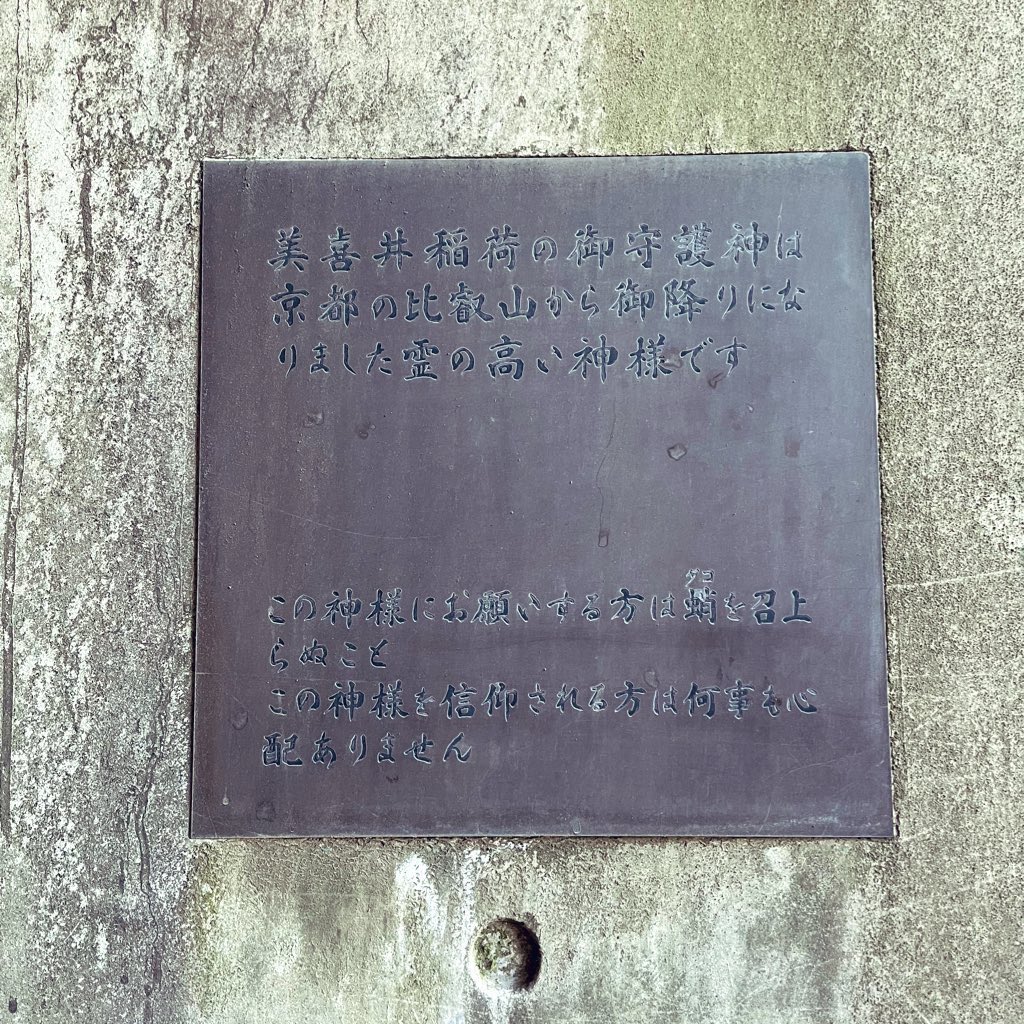 美喜井稲荷の御守護神は
京都の比叡山から御降りにな
りました霊の高い神様です
ダコ
この神様にお願いする方は蛸を召上
らぬこと
この神様を信仰される方は何事も心
配ありません